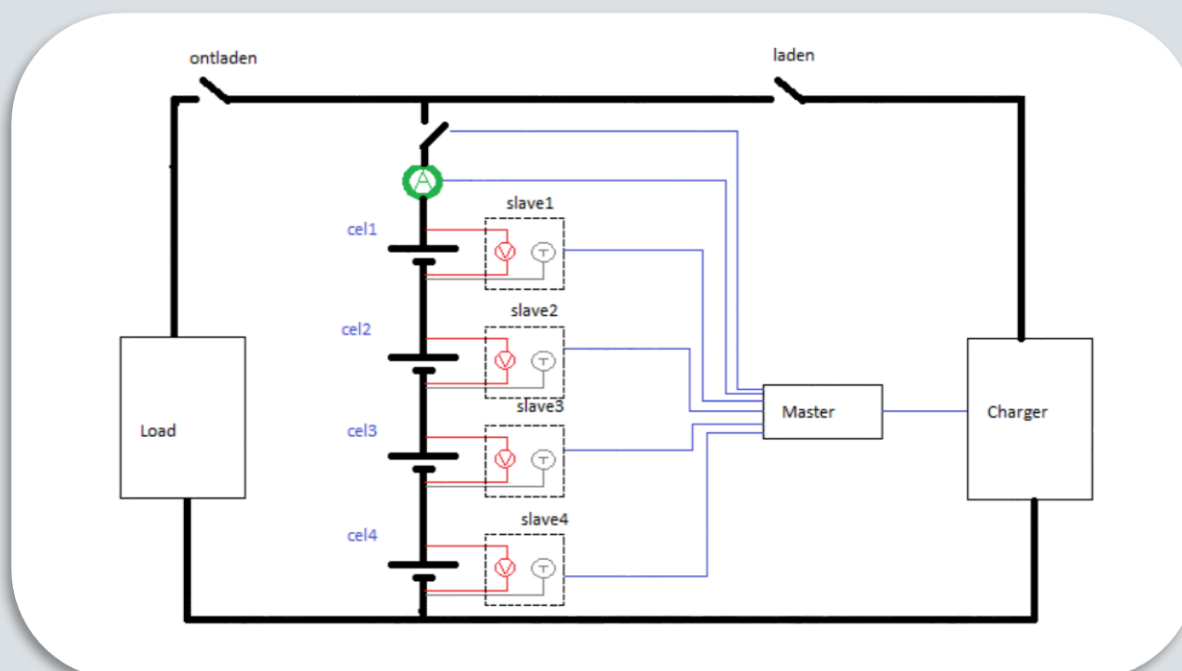 ontladen
laden
A
slave1
cel1
V
T
slave2
cel2
V
T
slave3
cel3
V
T
Load
Master
Charger
slave4
cel4
V
T